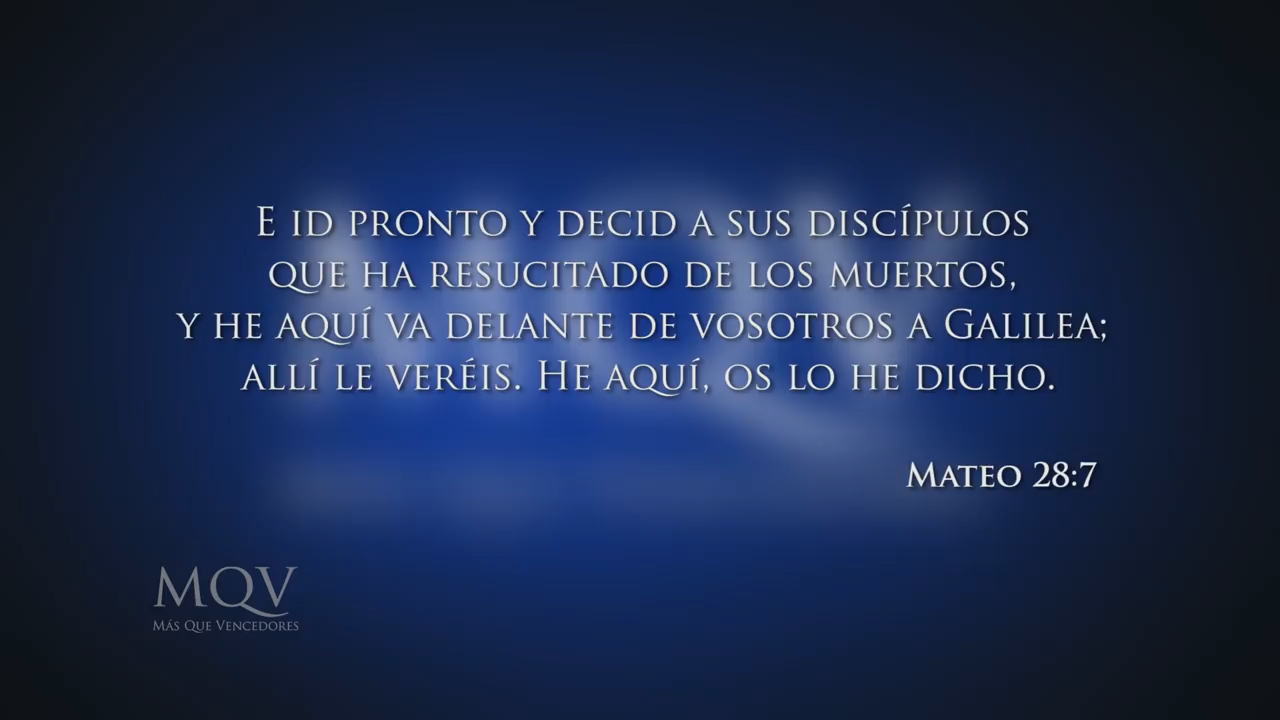 E id pronto y decid a sus discípulos
que ha resucitado de los muertos,
y he aquí va delante de vosotros a Galilea;
allí le veréis. He aquí, os lo he dicho.
Mateo 28:7
MQV
Más Que Vencedores